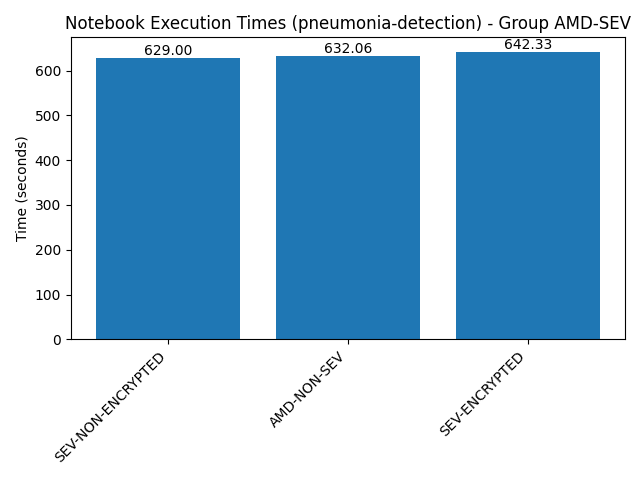 Notebook Execution Times (pneumonia-detection) - Group AMD-SEV
629.00
632.06
642.33
600
500
400
300
200
100
0
Time (seconds)
SEV-NON-ENCRYPTED
AMD-NON-SEV
SEV-ENCRYPTED